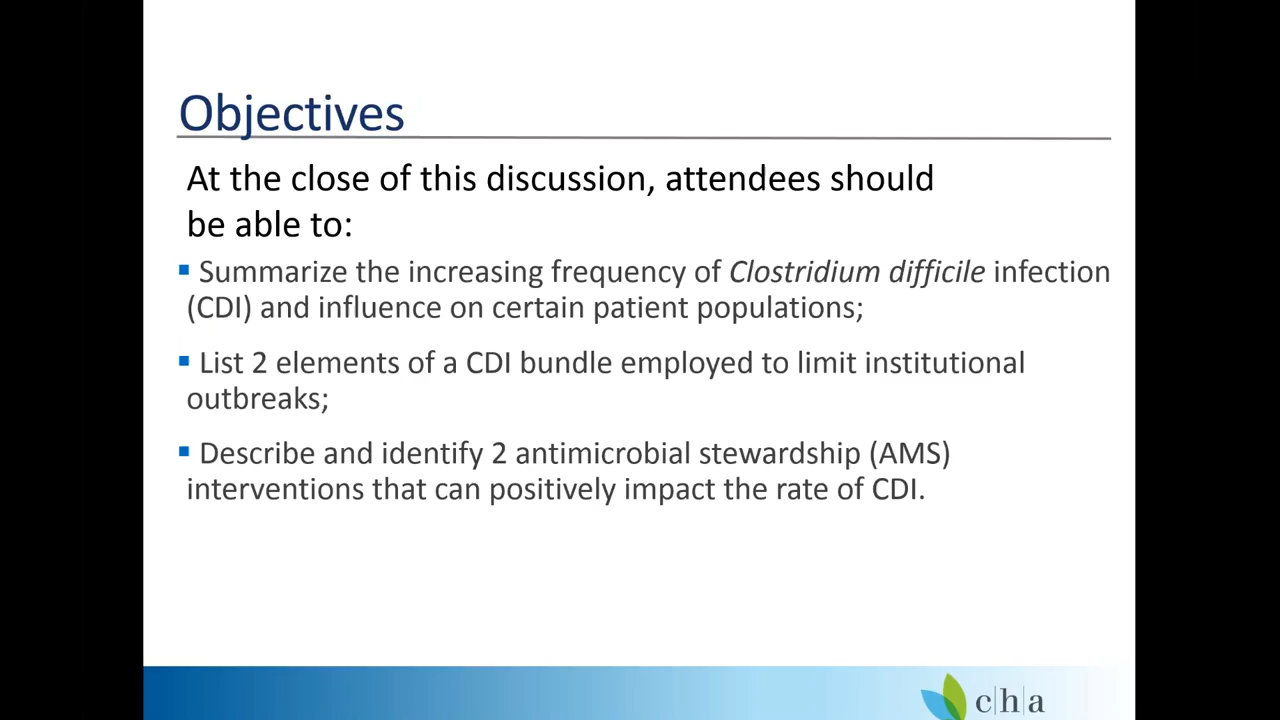 Objectives
At the close of this discussion, attendees should
be able to:
▪ Summarize the increasing frequency of Clostridium difficile infection
(CDI) and influence on certain patient populations;
▪ List 2 elements of a CDI bundle employed to limit institutional
outbreaks;
▪ Describe and identify 2 antimicrobial stewardship (AMS)
interventions that can positively impact the rate of CDI.
c|h|a